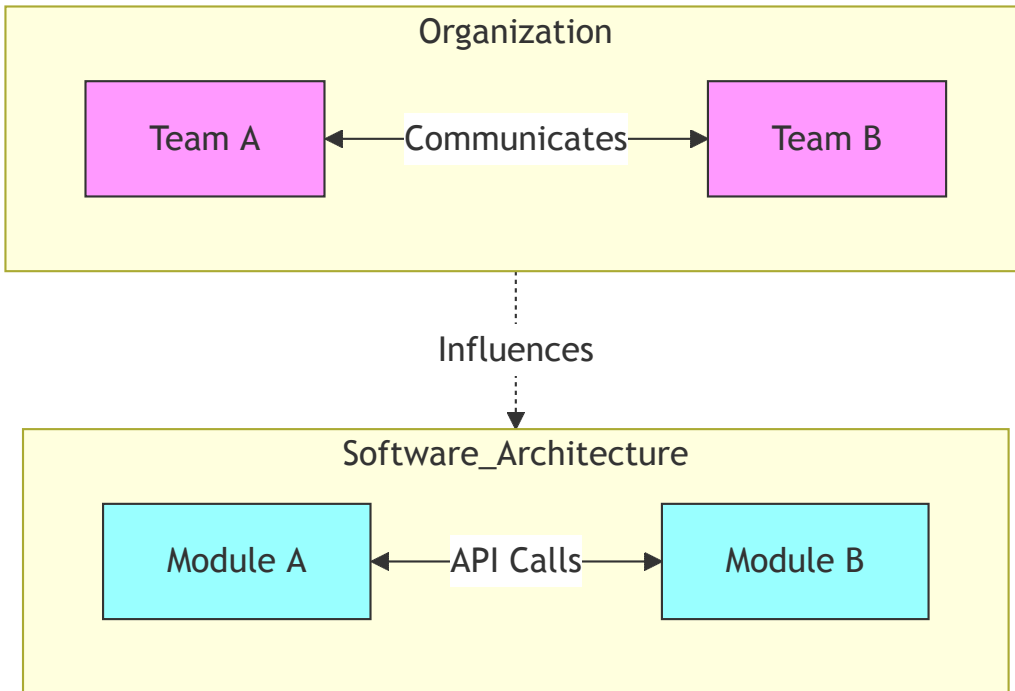 Organization
Team A
Communicates
Team B
Influences
Software_Architecture
Module A
API Calls
Module B